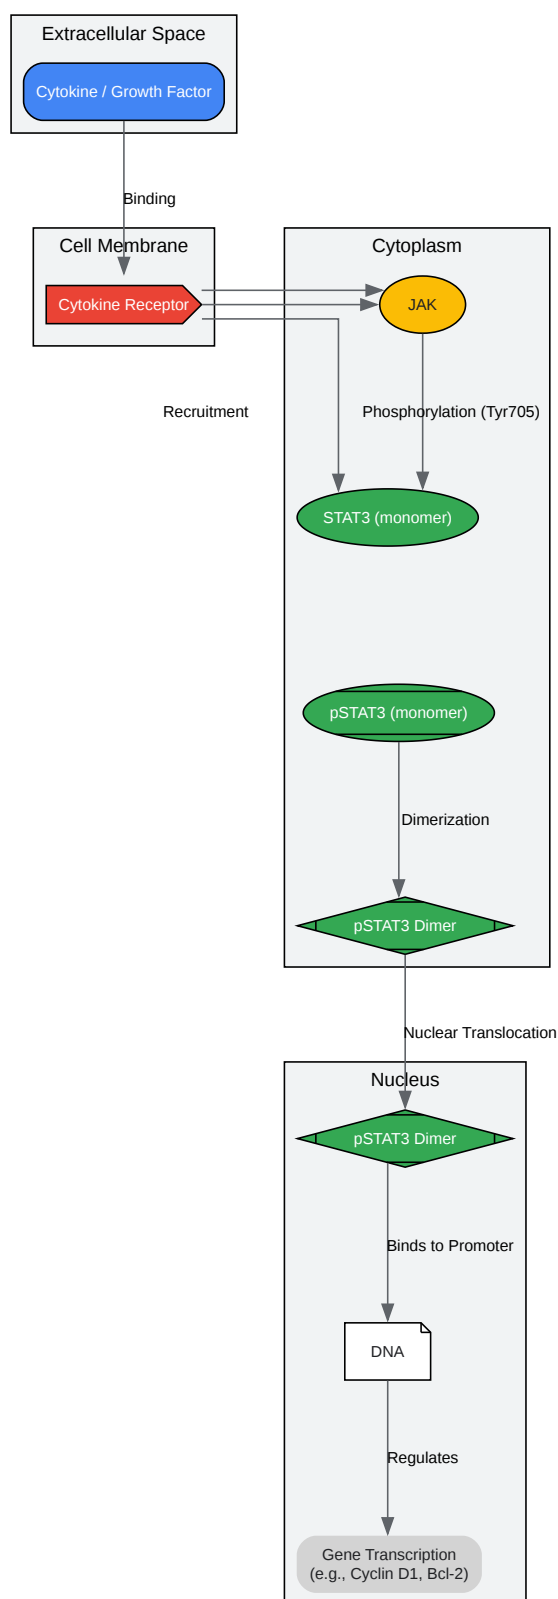 Extracellular Space
Cytokine / Growth Factor
Binding
Cell Membrane
Cytoplasm
Cytokine Receptor
JAK
Recruitment
Phosphorylation (Tyr705)
STAT3 (monomer)
pSTAT3 (monomer)
Dimerization
pSTAT3 Dimer
Nuclear Translocation
Nucleus
pSTAT3 Dimer
Binds to Promoter
DNA
Regulates
Gene Transcription
(e.g., Cyclin D1, Bcl-2)